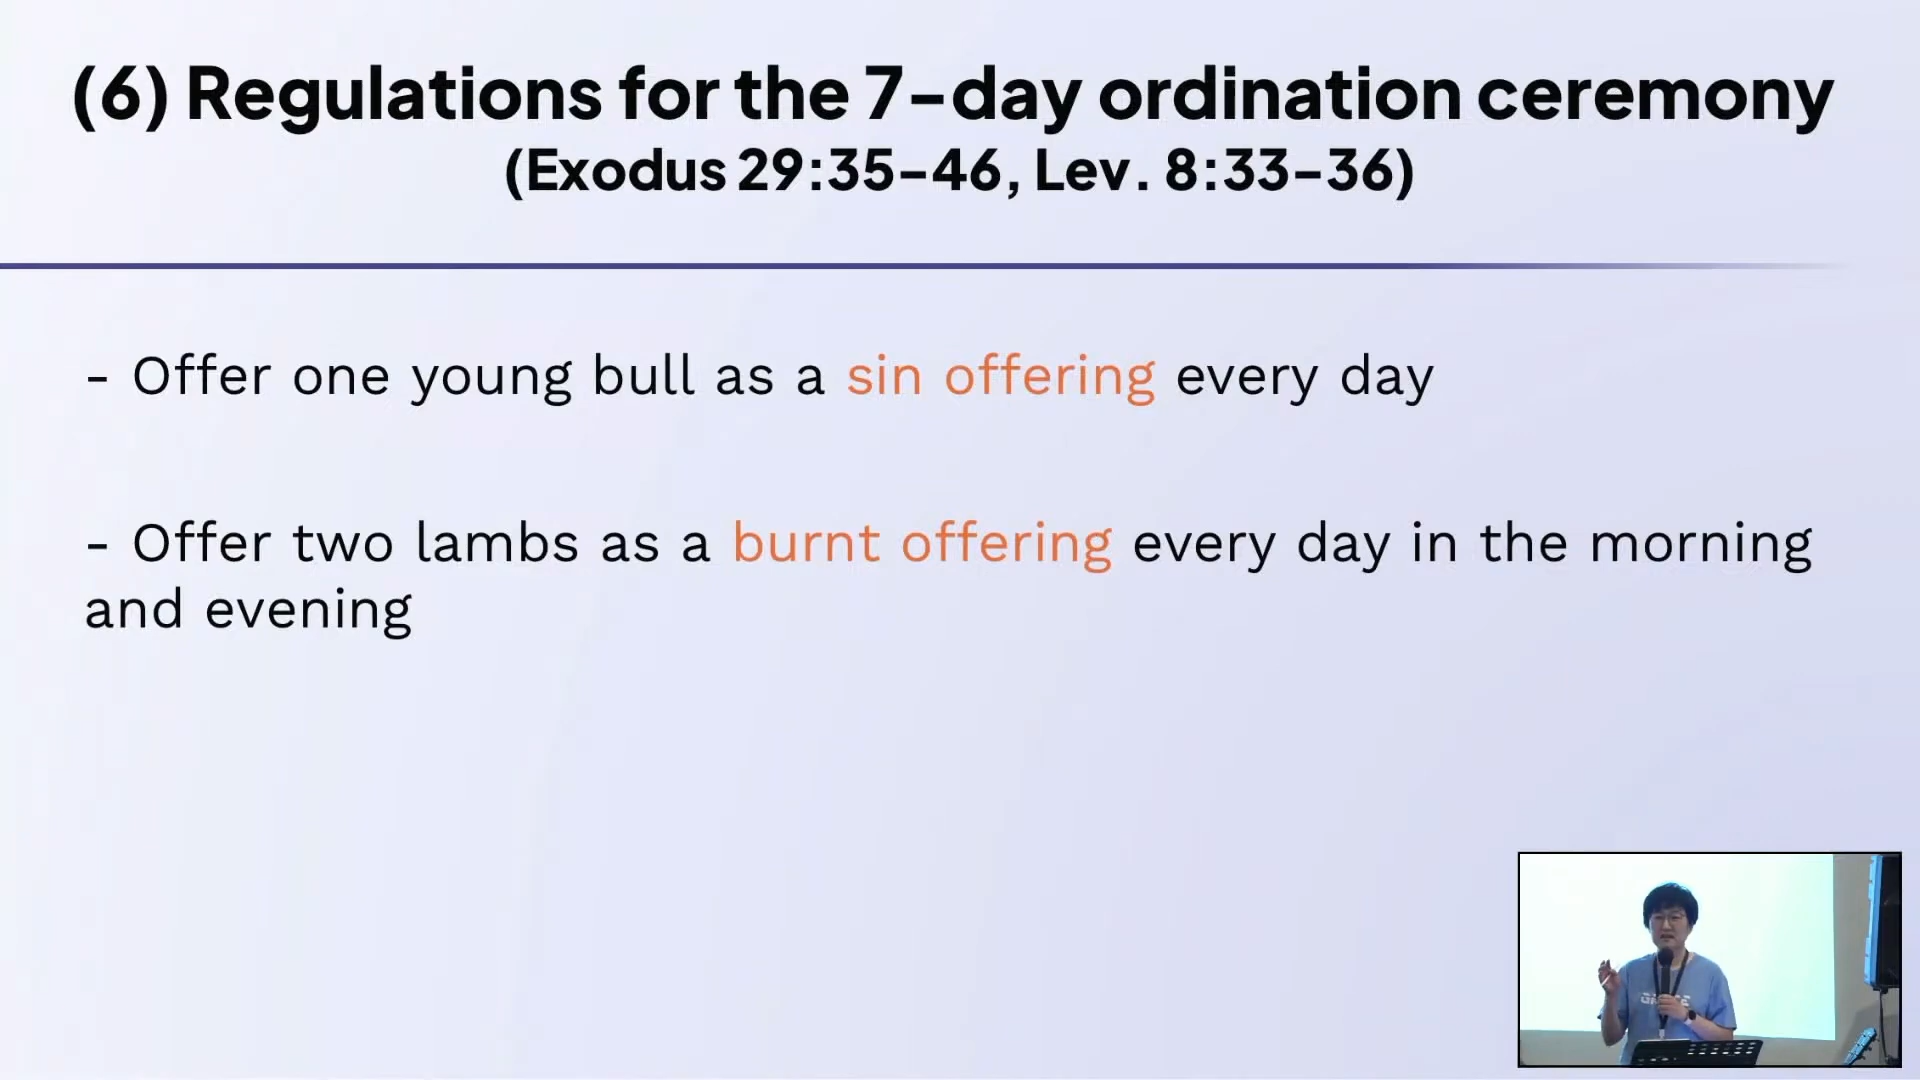 (6) Regulations for the 7-day ordination ceremony
(Exodus 29:35-46, Lev. 8:33-36)
- Offer one young bull as a sin offering every day
- Offer two lambs as a burnt offering every day in the morning
and evening